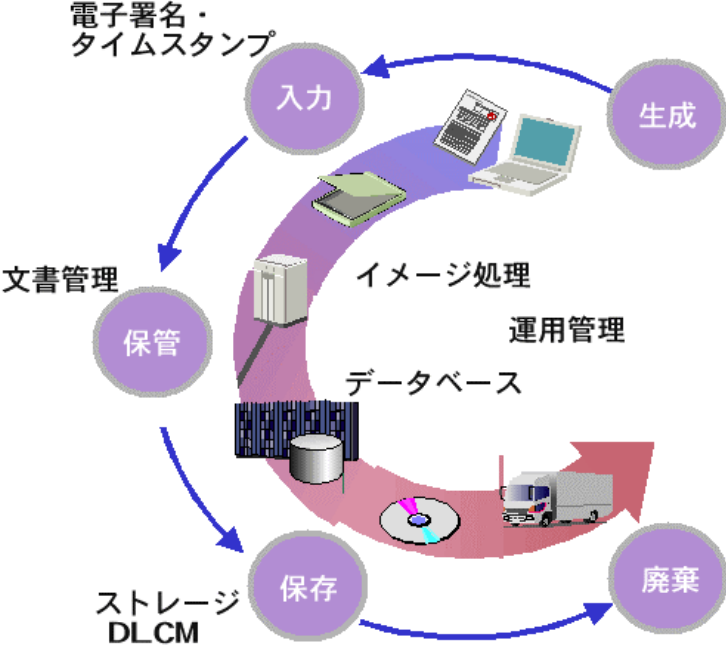 電子署名・
タイムスタンプ
入力
生成
文書管理
イメージ処理
保管
運用管理
データベース
保存
廃棄
ストレージ
DLCM